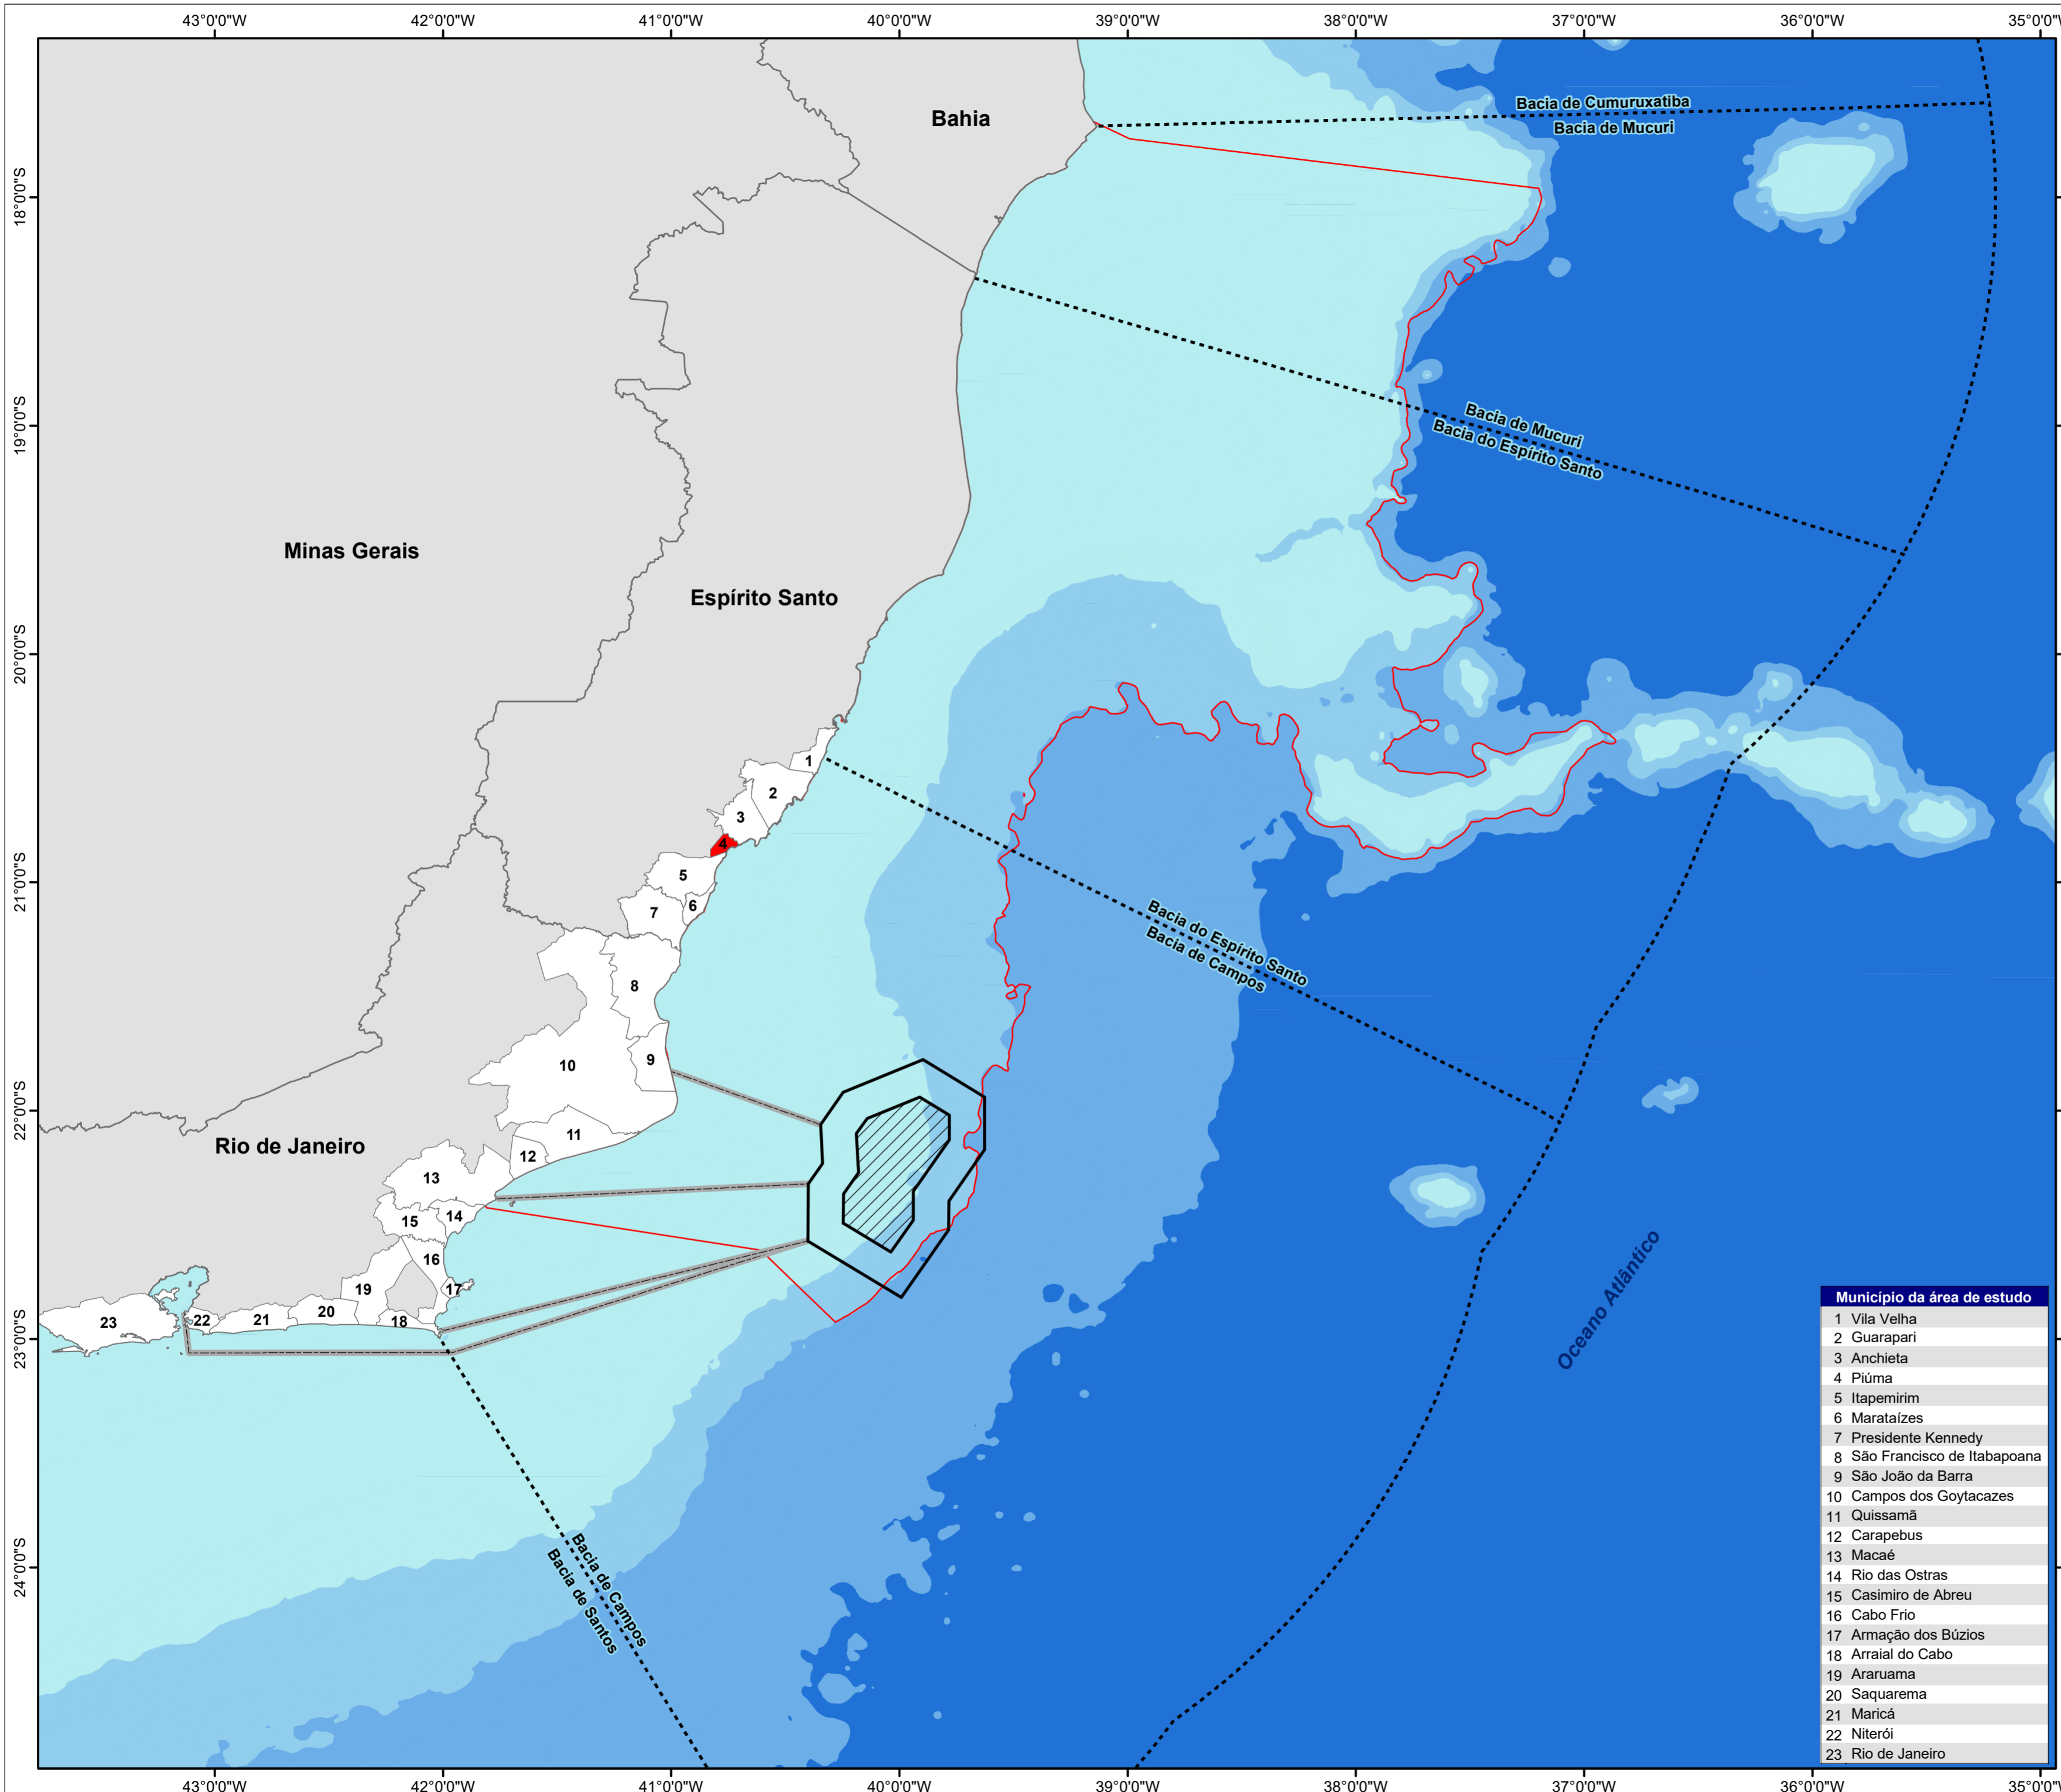 43°0'0"W 42°0'0"W 41°0'0"W 40°0'0"W 39°0'0"W 38°0'0"W 37°0'0"W 36°0'0"W 35°0'0"W
Bahia
Bacia de Cumuruxatiba
Bacia de Mucuri
18°0'0"S
Bacia de Mucuri
Bacia do Espírito Santo
19°0'0"S
Minas Gerais
Espírito Santo
20°0'0"S
1
2
3
4
5
6
7
21°0'0"S
Bacia do Espírito Santo
Bacia de Campos
8
9
10
22°0'0"S
11
12
Rio de Janeiro
13
14
15
16
17
18
19
20
21
22
23
23°0'0"S
Oceano Atlântico
24°0'0"S
Bacia de Campos
Bacia de Santos
Município da área de estudo
1 Vila Velha
2 Guarapari
3 Anchieta
4 Piúma
5 Itapemirim
6 Marataízes
7 Presidente Kennedy
8 São Francisco de Itabapoana
9 São João da Barra
10 Campos dos Goytacazes
11 Quissamã
12 Carapebus
13 Macaé
14 Rio das Ostras
15 Casimiro de Abreu
16 Cabo Frio
17 Armação dos Búzios
18 Arraial do Cabo
19 Araruama
20 Saquarema
21 Maricá
22 Niterói
23 Rio de Janeiro
43°0'0"W 42°0'0"W 41°0'0"W 40°0'0"W 39°0'0"W 38°0'0"W 37°0'0"W 36°0'0"W 35°0'0"W